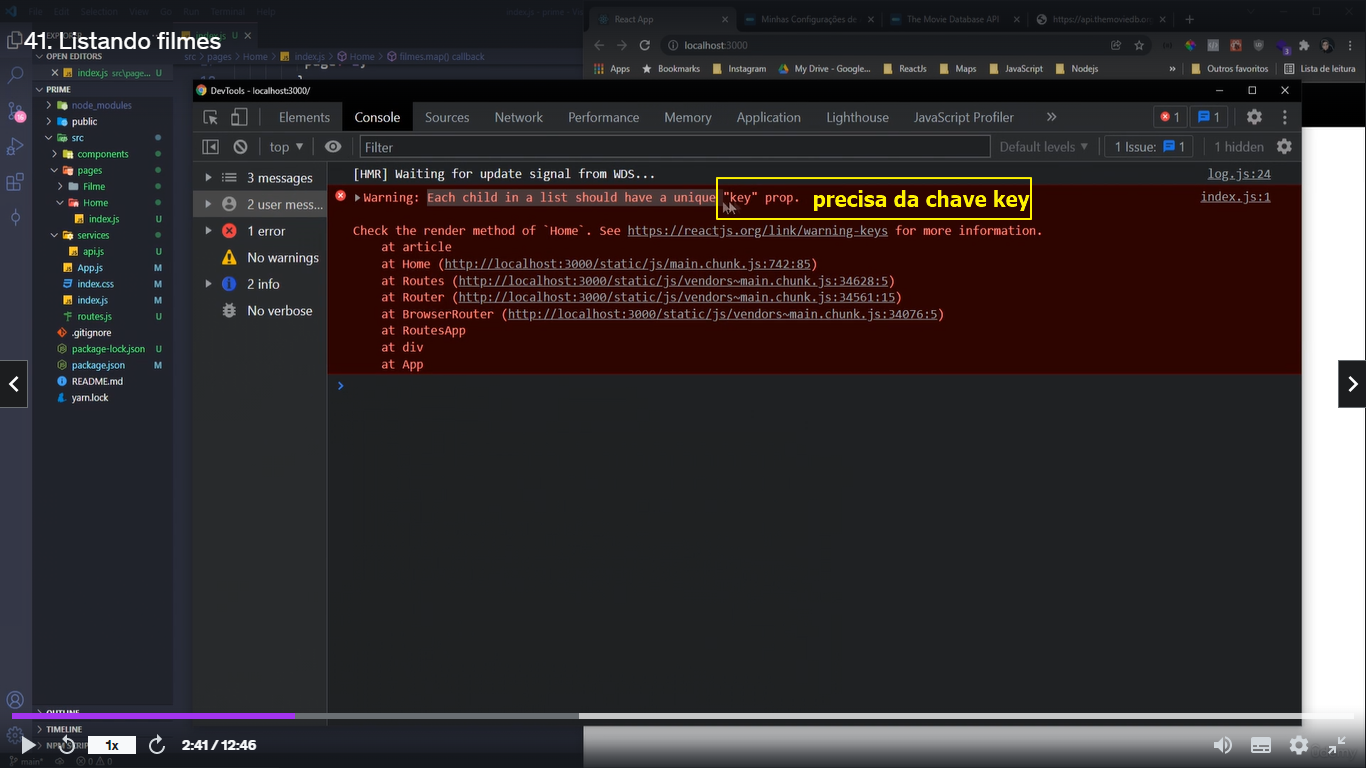 File Edit Selection View Go Run Terminal Help
41. Listando filmes
OPEN EDITORS
index.js src\page... U
PRIME
node_modules
public
src
components
pages
Filme
Home
index.js U
services
api.js U
App.js M
index.css M
index.js M
routes.js U
.gitignore
package-lock.json U
package.json M
README.md
yarn.lock
OUTLINE
TIMELINE
main*
src > pages > Home > index.js > Home > filmes.map() callback
React App
Minhas Configurações de
The Movie Database API
https://api.themoviedb.or
localhost:3000
Apps Bookmarks Instagram My Drive - Google... ReactJs Maps JavaScript Nodejs » Outros favoritos Lista de leitura
DevTools - localhost:3000/
Elements Console Sources Network Performance Memory Application Lighthouse JavaScript Profiler » 1 1
top ▼ Filter Default levels ▼ 1 Issue: 1 1 hidden
3 messages
2 user mess...
1 error
No warnings
2 info
No verbose
[HMR] Waiting for update signal from WDS... log.js:24
Warning: Each child in a list should have a unique "key" prop. index.js:1
precisa da chave key
Check the render method of `Home`. See https://reactjs.org/link/warning-keys for more information.
at article
at Home (http://localhost:3000/static/js/main.chunk.js:742:85)
at Routes (http://localhost:3000/static/js/vendors~main.chunk.js:34628:5)
at Router (http://localhost:3000/static/js/vendors~main.chunk.js:34561:15)
at BrowserRouter (http://localhost:3000/static/js/vendors~main.chunk.js:34076:5)
at RoutesApp
at div
at App
1x
2:41 / 12:46